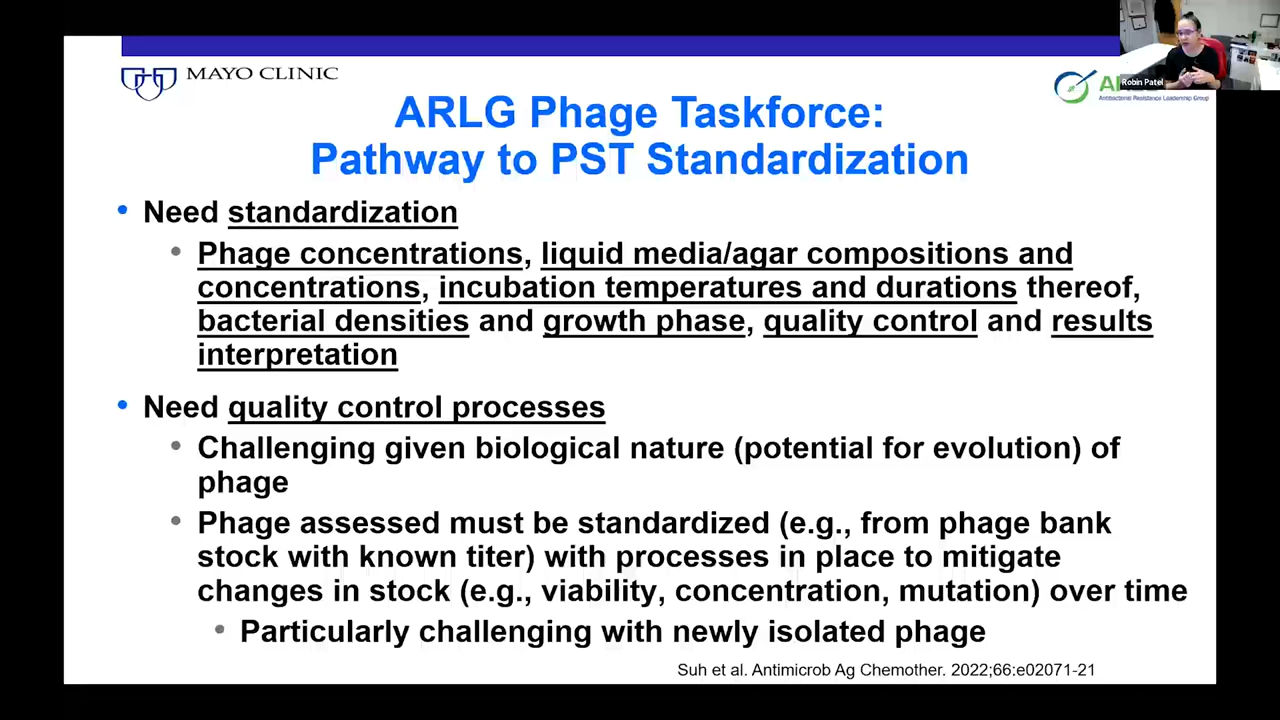 Robin Patel
MAYO CLINIC
Antibacterial Resistance Leadership Group
ARLG Phage Taskforce:
Pathway to PST Standardization
• Need standardization
• Phage concentrations, liquid media/agar compositions and
concentrations, incubation temperatures and durations thereof,
bacterial densities and growth phase, quality control and results
interpretation
• Need quality control processes
• Challenging given biological nature (potential for evolution) of
phage
• Phage assessed must be standardized (e.g., from phage bank
stock with known titer) with processes in place to mitigate
changes in stock (e.g., viability, concentration, mutation) over time
• Particularly challenging with newly isolated phage
Suh et al. Antimicrob Ag Chemother. 2022;66:e02071-21